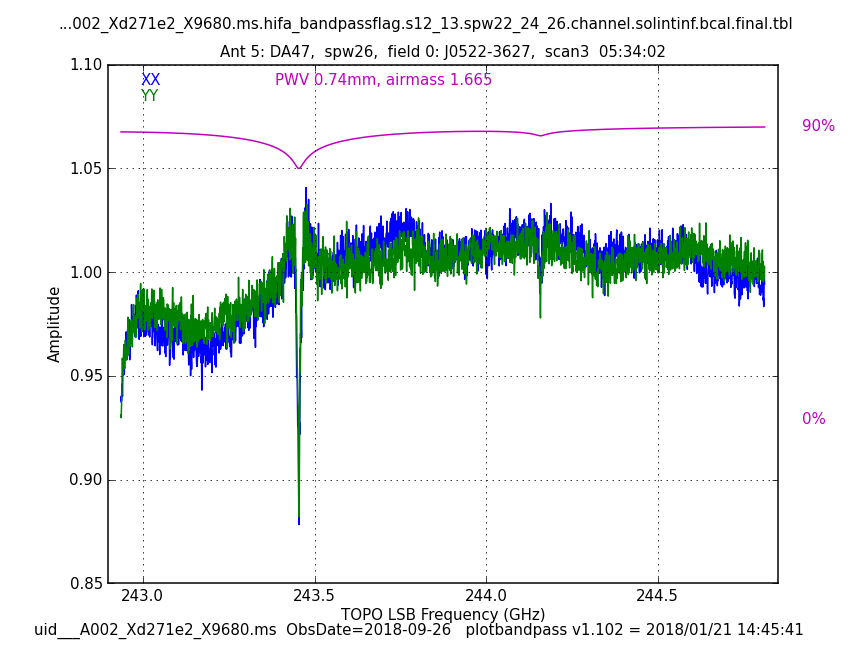 ...002_Xd271e2_X9680.ms.hifa_bandpassflag.s12_13.spw22_24_26.channel.solintinf.bcal.final.tbl
Ant 5: DA47,  spw26,  field 0: J0522-3627,  scan3  05:34:02
1.10
XX
PWV 0.74mm, airmass 1.665
YY
90%
1.05
1.00
Amplitude
0.95
0%
0.90
0.85
243.0 243.5 244.0 244.5
TOPO LSB Frequency (GHz)
uid___A002_Xd271e2_X9680.ms  ObsDate=2018-09-26   plotbandpass v1.102 = 2018/01/21 14:45:41